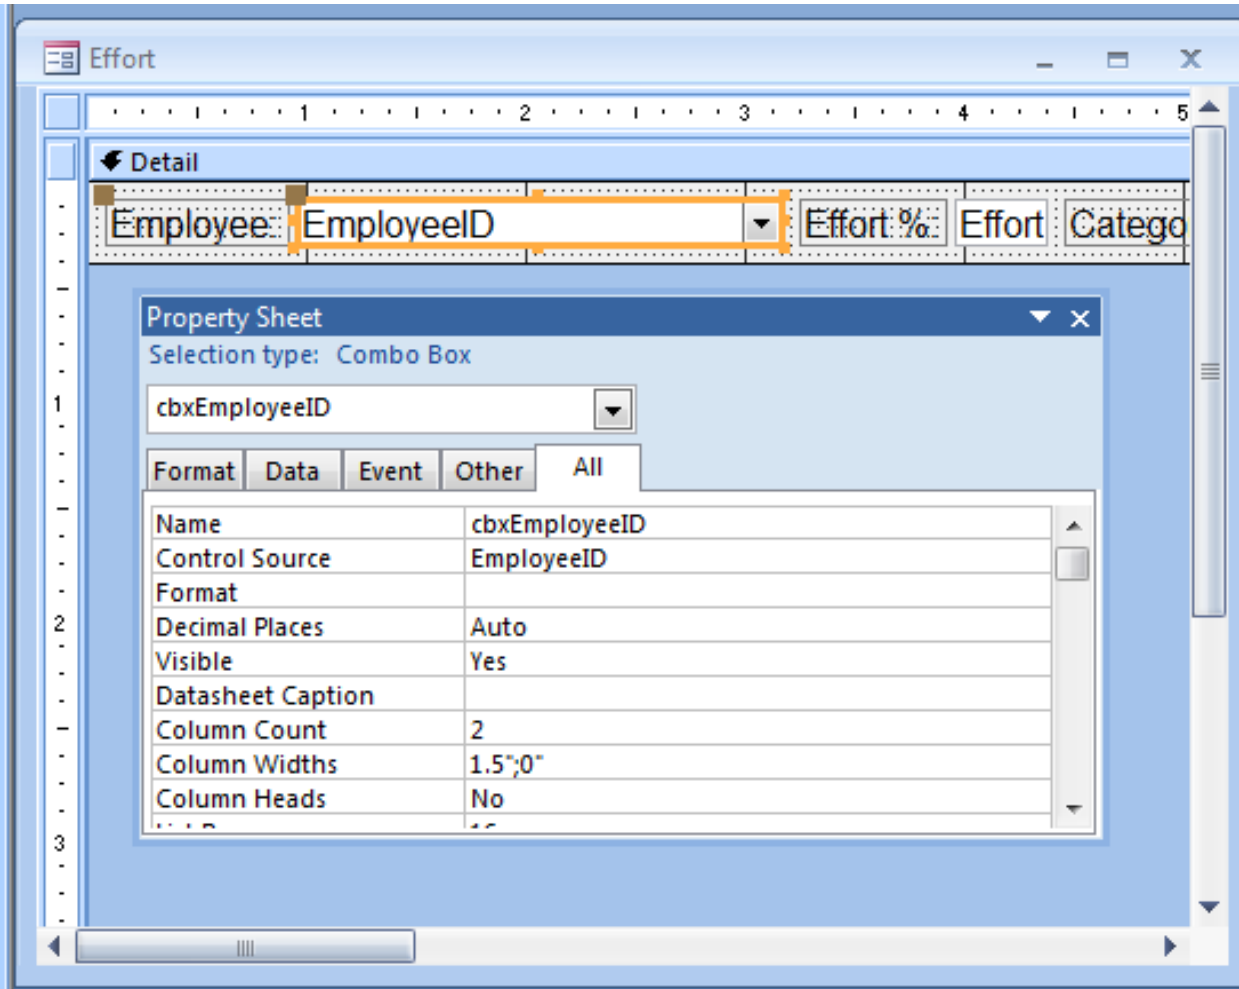 Effort
1 2 3 4 5
Detail
Employee: EmployeeID Effort %: Effort Catego
Property Sheet
Selection type: Combo Box
1
cbxEmployeeID
Format Data Event Other All
Name cbxEmployeeID
Control Source EmployeeID
Format
2
Decimal Places Auto
Visible Yes
Datasheet Caption
Column Count 2
Column Widths 1.5";0"
Column Heads No
3